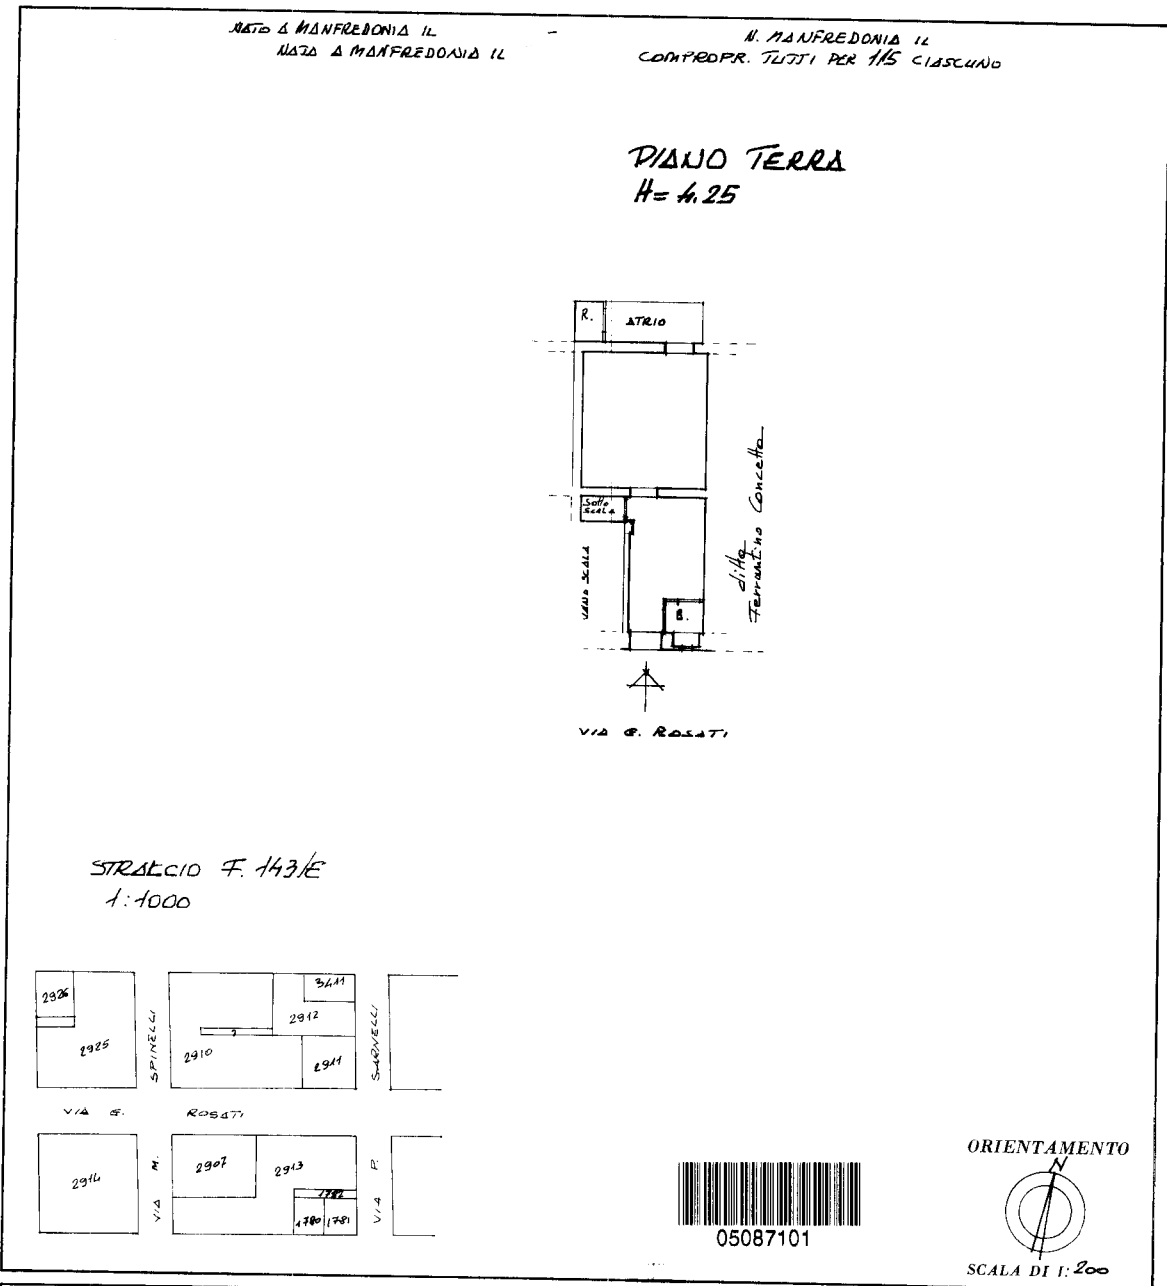 NATO A MANFREDONIA IL
NATA A MANFREDONIA IL
N. MANFREDONIA IL
COMPROPR. TUTTI PER 1/5 CIASCUNO
PIANO TERRA
H= 4.25
R.
ATRIO
Sotto
SCALA
VANO SCALA
B.
ditta
Ferrantino Concetta
VIA G. ROSATI
STRALCIO F. 143/E
1:1000
2926
2925
SPINELLI
3411
2912
2910
2911
SARNELLI
VIA G. ROSATI
2914
VIA M.
2907
2913
1782
1780
1781
VIA P.
05087101
ORIENTAMENTO
N
SCALA DI 1:200